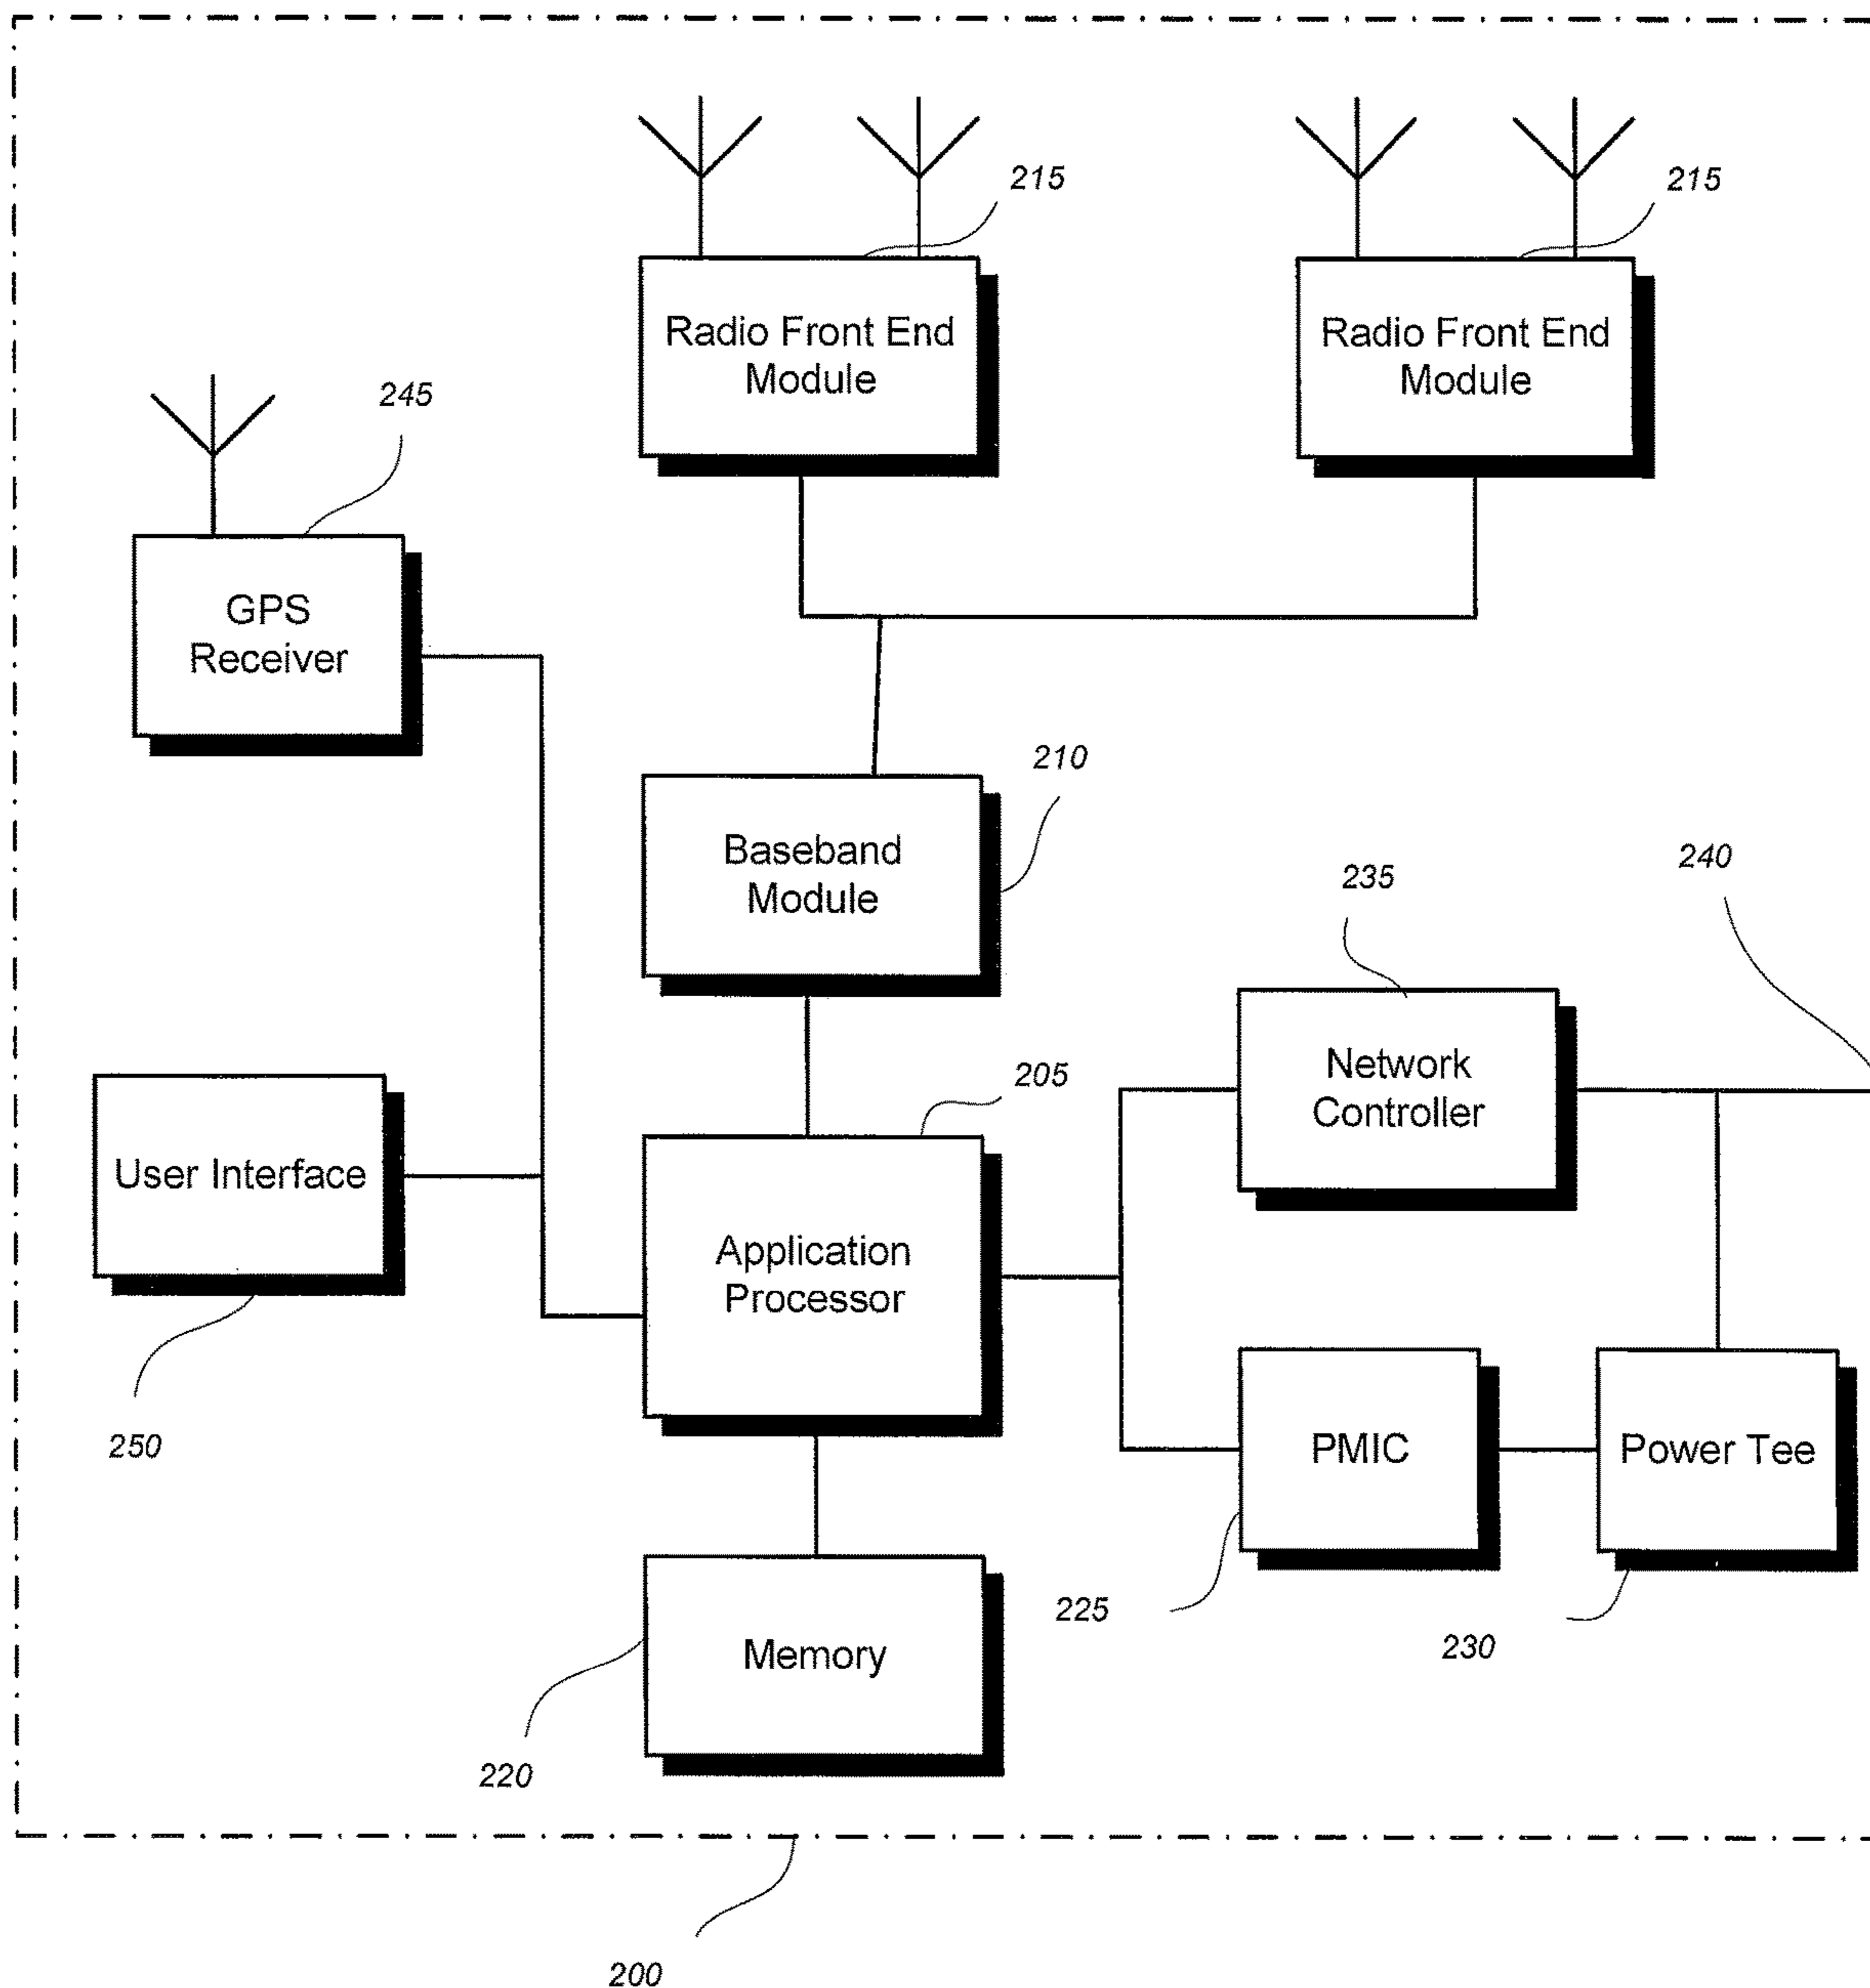 215
215
Radio Front End
Module
Radio Front End
Module
245
GPS
Receiver
210
Baseband
Module
240
235
Network
Controller
205
User Interface
Application
Processor
250
PMIC
Power Tee
225
230
Memory
220
200